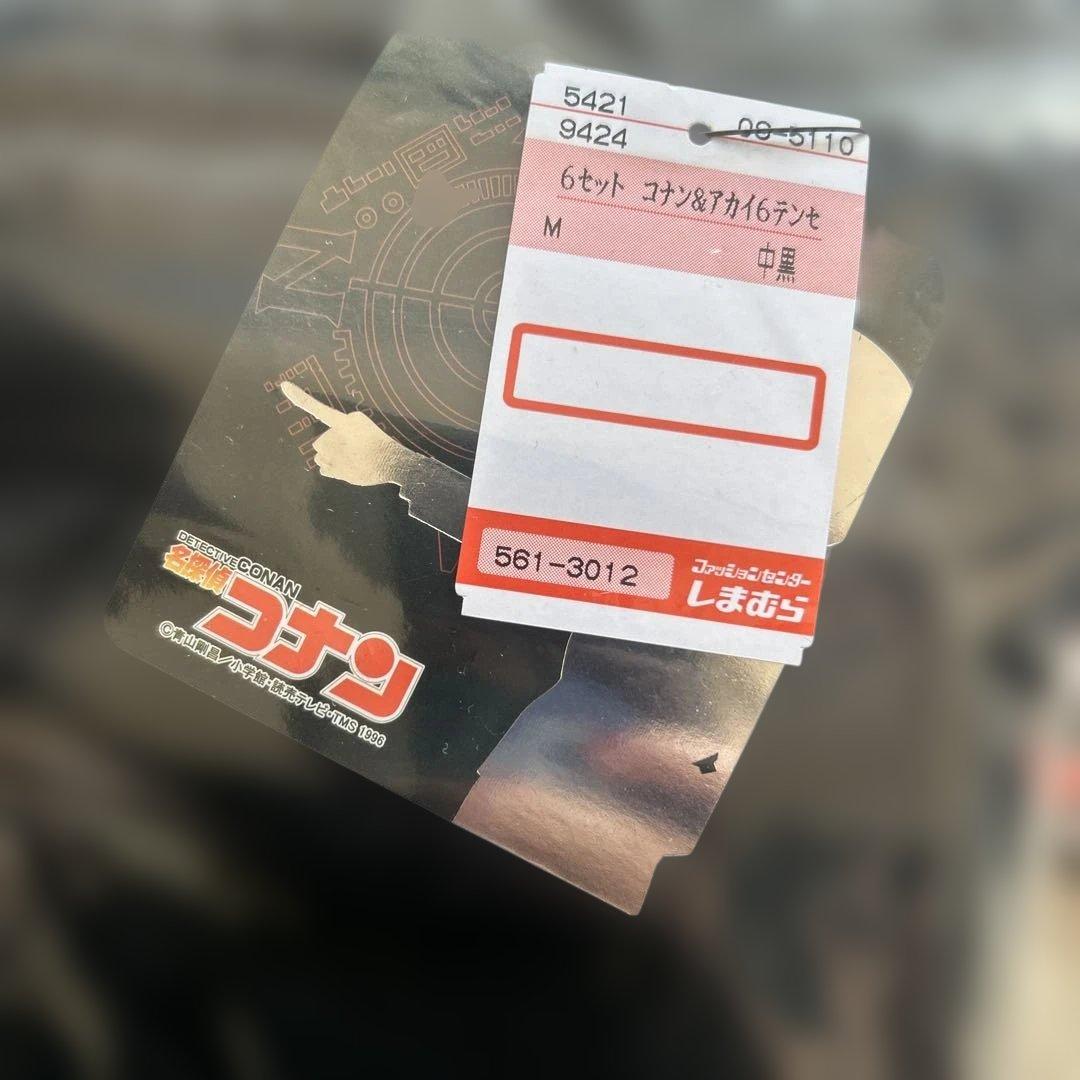 5421
9424
08-5110
6セット コナン&アカイ6テンセ
M
中黒
561-3012
ファッションセンター
しまむら
DETECTIVE CONAN
名探偵
コナン
©青山剛昌/小学館・読売テレビ・TMS 1996